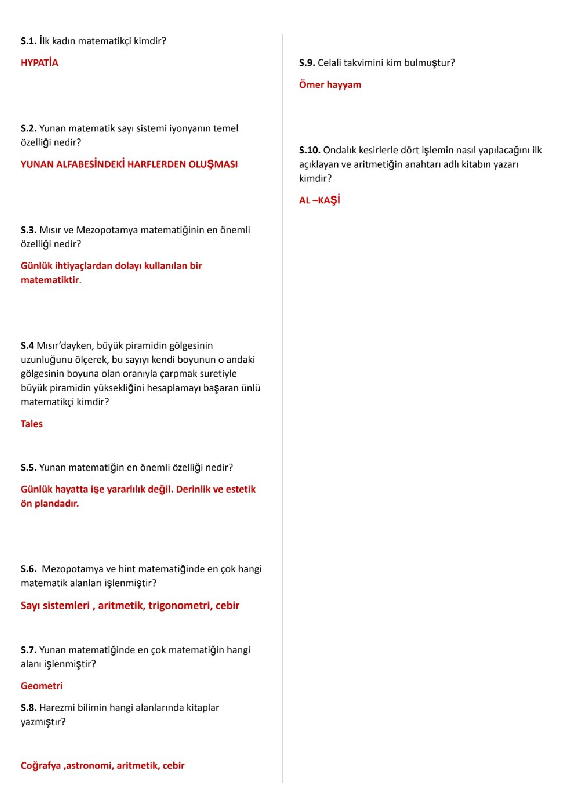 S.1. İlk kadın matematikçi kimdir?
HYPATİA
S.2. Yunan matematik sayı sistemi iyonyanın temel
özelliği nedir?
YUNAN ALFABESİNDEKİ HARFLERDEN OLUŞMASI
S.3. Mısır ve Mezopotamya matematiğinin en önemli
özelliği nedir?
Günlük ihtiyaçlardan dolayı kullanılan bir
matematiktir.
S.4 Mısır’dayken, büyük piramidin gölgesinin
uzunluğunu ölçerek, bu sayıyı kendi boyunun o andaki
gölgesinin boyuna olan oranıyla çarpmak suretiyle
büyük piramidin yüksekliğini hesaplamayı başaran ünlü
matematikçi kimdir?
Tales
S.5. Yunan matematiğin en önemli özelliği nedir?
Günlük hayatta işe yararlılık değil. Derinlik ve estetik
ön plandadır.
S.6. Mezopotamya ve hint matematiğinde en çok hangi
matematik alanları işlenmiştir?
Sayı sistemleri , aritmetik, trigonometri, cebir
S.7. Yunan matematiğinde en çok matematiğin hangi
alanı işlenmiştir?
Geometri
S.8. Harezmi bilimin hangi alanlarında kitaplar
yazmıştır?
Coğrafya ,astronomi, aritmetik, cebir
S.9. Celali takvimini kim bulmuştur?
Ömer hayyam
S.10. Ondalık kesirlerle dört işlemin nasıl yapılacağını ilk
açıklayan ve aritmetiğin anahtarı adlı kitabın yazarı
kimdir?
AL –KAŞİ